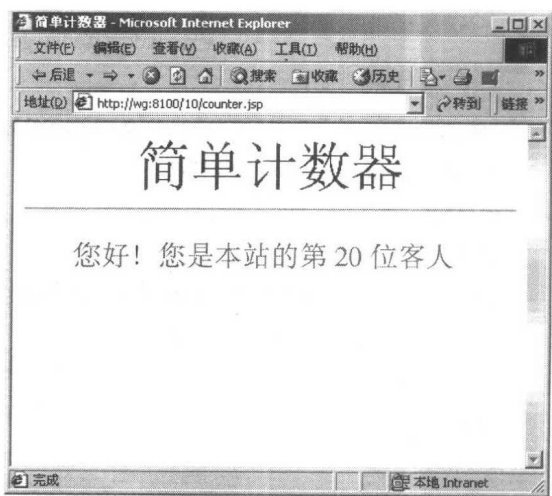 简单计数器 - Microsoft Internet Explorer
文件(F) 编辑(E) 查看(V) 收藏(A) 工具(T) 帮助(H)
后退 搜索 收藏 历史 »
地址(D) http://wg:8100/10/counter.jsp 转到 链接 »
简单计数器
您好！您是本站的第 20 位客人
完成 本地 Intranet